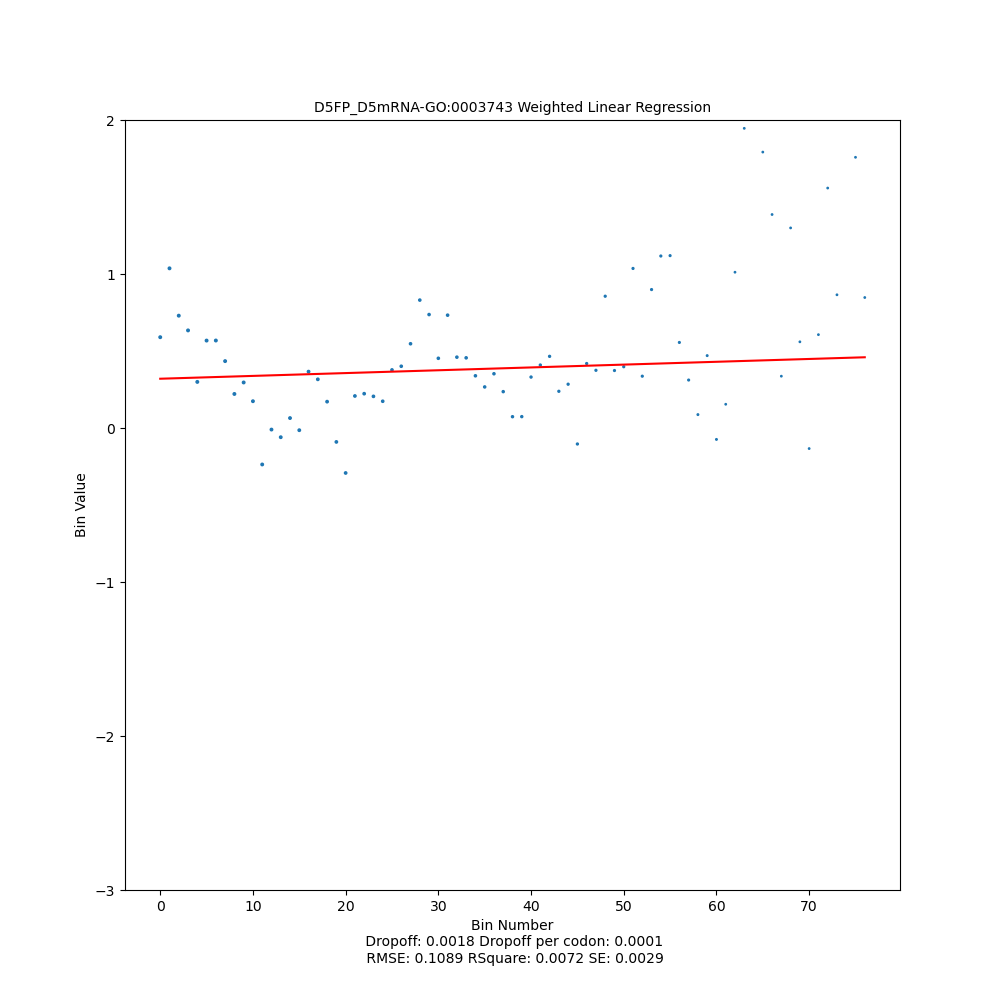 D5FP_D5mRNA-GO:0003743 Weighted Linear Regression
2
1
0
−1
−2
−3
Bin Value
0 10 20 30 40 50 60 70
Bin Number
Dropoff: 0.0018 Dropoff per codon: 0.0001
RMSE: 0.1089 RSquare: 0.0072 SE: 0.0029